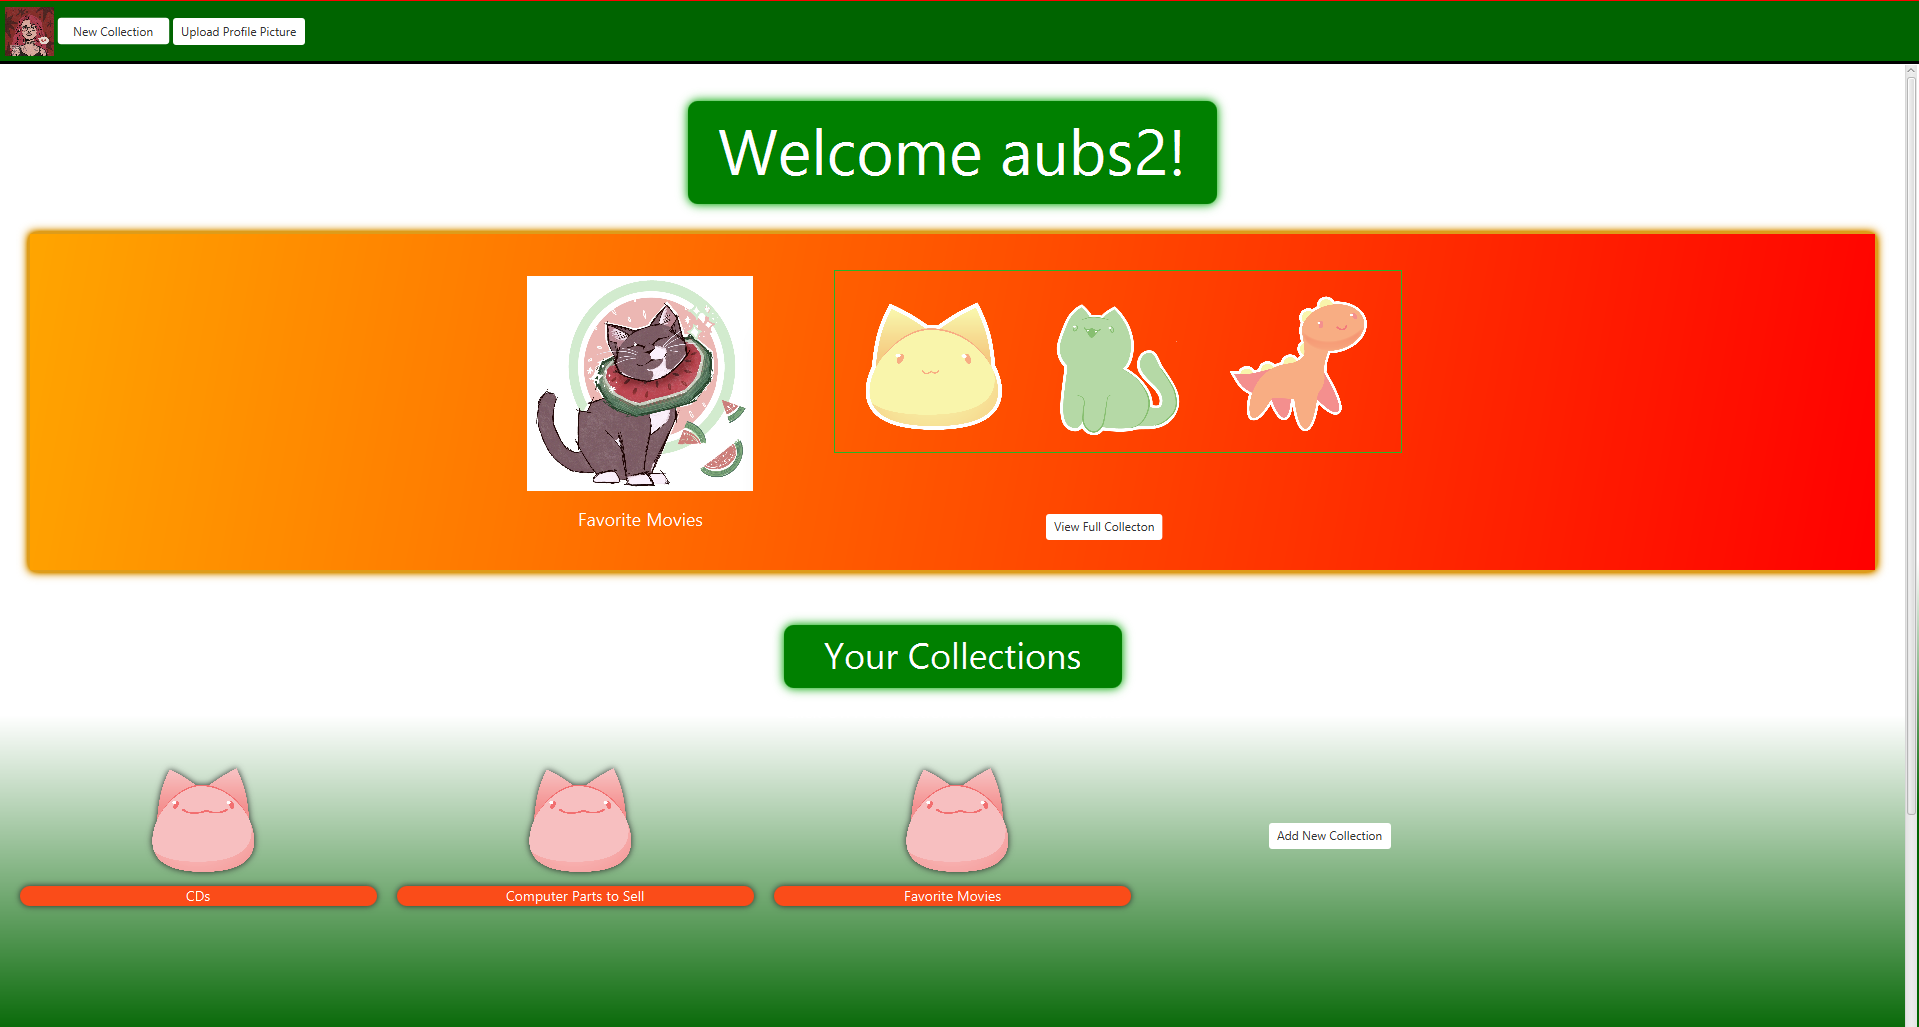 New Collection
Upload Profile Picture
Welcome aubs2!
Favorite Movies
View Full Collecton
Your Collections
Add New Collection
CDs
Computer Parts to Sell
Favorite Movies